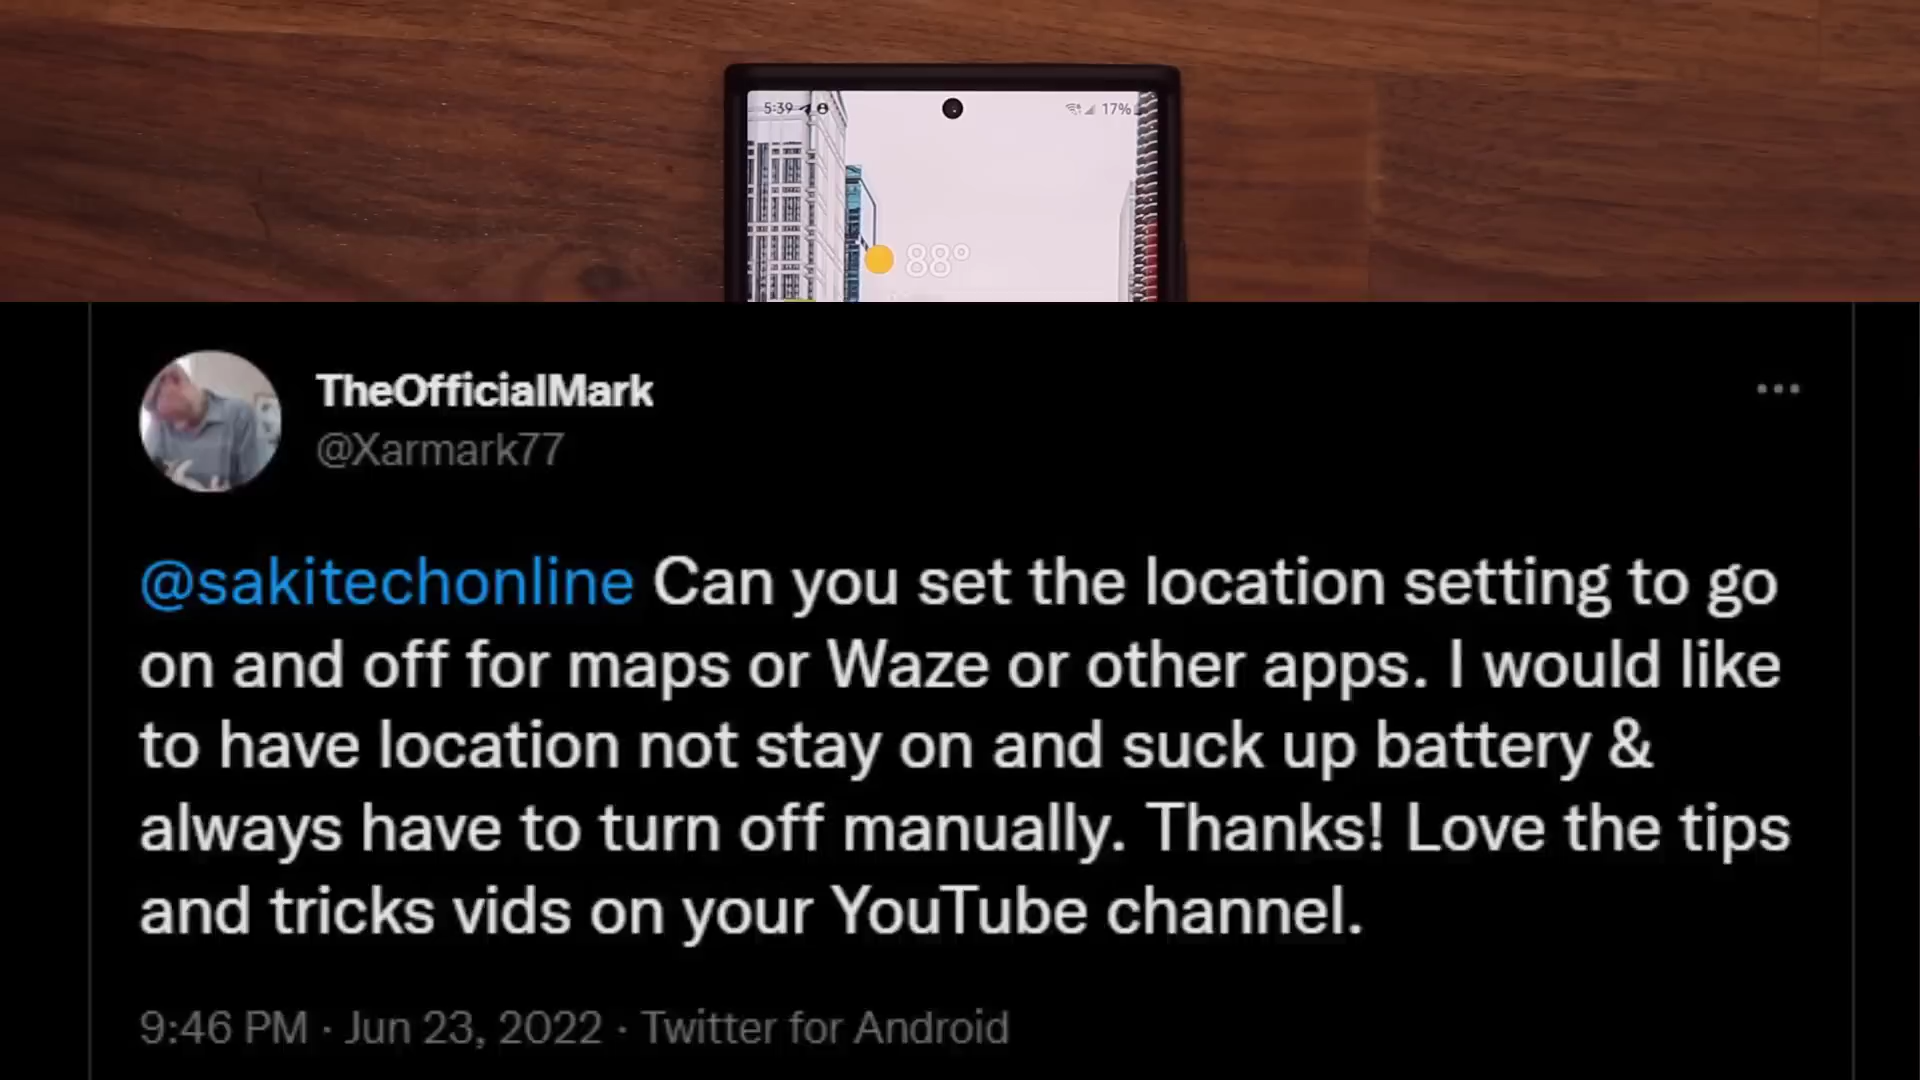 5:39
17%
88°
TheOfficialMark
@Xarmark77
@sakitechonline Can you set the location setting to go
on and off for maps or Waze or other apps. I would like
to have location not stay on and suck up battery &
always have to turn off manually. Thanks! Love the tips
and tricks vids on your YouTube channel.
9:46 PM · Jun 23, 2022 · Twitter for Android